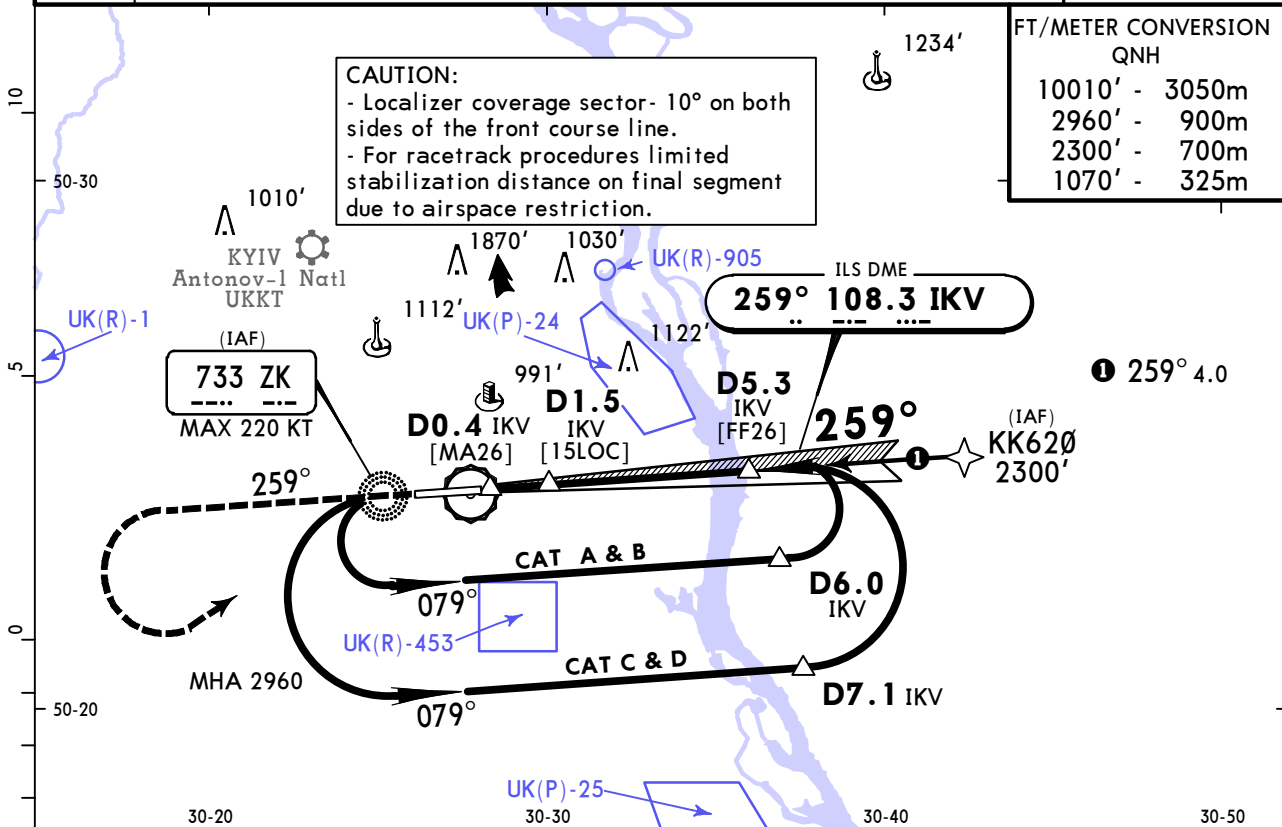 FT/METER CONVERSION
QNH
10010' - 3050m
2960' - 900m
2300' - 700m
1070' - 325m
1234'
CAUTION:
- Localizer coverage sector- 10° on both
sides of the front course line.
- For racetrack procedures limited
stabilization distance on final segment
due to airspace restriction.
10
50-30
1010'
KYIV
Antonov-1 Natl
UKKT
1870'
1030'
UK(R)-905
ILS DME
259° 108.3 IKV
UK(R)-1
1112'
UK(P)-24
1122'
(IAF)
733 ZK
MAX 220 KT
5
991'
D0.4 IKV
[MA26]
D1.5
IKV
[15LOC]
D5.3
IKV
[FF26]
259°
1 259° 4.0
(IAF)
KK620
2300'
1
259°
CAT A & B
079°
D6.0
IKV
0
UK(R)-453
CAT C & D
MHA 2960
079°
D7.1 IKV
50-20
UK(P)-25
30-20
30-30
30-40
30-50